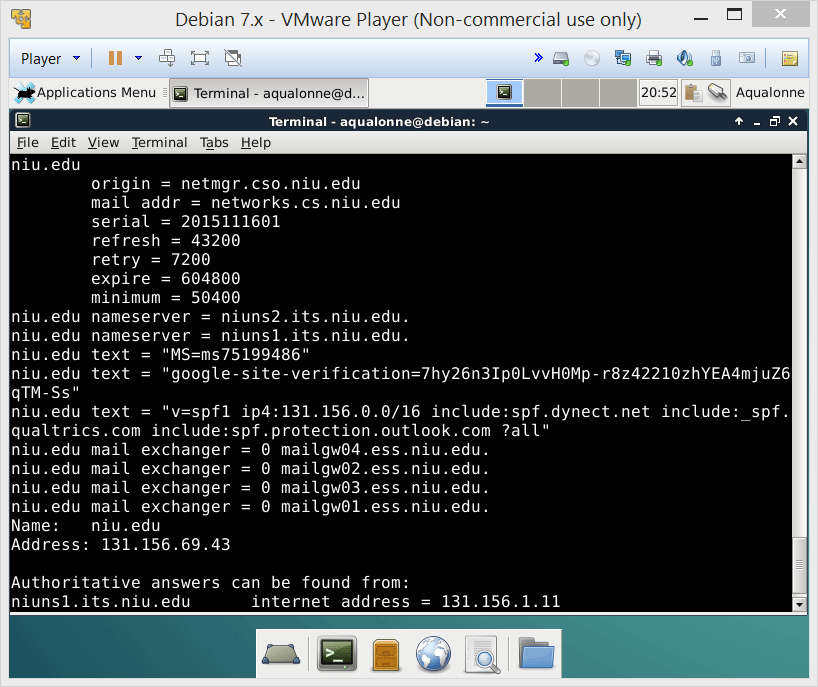 Debian 7.x - VMware Player (Non-commercial use only)
Player
Applications Menu
Terminal - aqualonne@d...
20:52
Aqualonne
Terminal - aqualonne@debian: ~
File Edit View Terminal Tabs Help
niu.edu
origin = netmgr.cso.niu.edu
mail addr = networks.cs.niu.edu
serial = 2015111601
refresh = 43200
retry = 7200
expire = 604800
minimum = 50400
niu.edu nameserver = niuns2.its.niu.edu.
niu.edu nameserver = niuns1.its.niu.edu.
niu.edu text = "MS=ms75199486"
niu.edu text = "google-site-verification=7hy26n3Ip0LvvH0Mp-r8z42210zhYEA4mjuZ6
qTM-Ss"
niu.edu text = "v=spf1 ip4:131.156.0.0/16 include:spf.dynect.net include:_spf.
qualtrics.com include:spf.protection.outlook.com ?all"
niu.edu mail exchanger = 0 mailgw04.ess.niu.edu.
niu.edu mail exchanger = 0 mailgw02.ess.niu.edu.
niu.edu mail exchanger = 0 mailgw03.ess.niu.edu.
niu.edu mail exchanger = 0 mailgw01.ess.niu.edu.
Name:   niu.edu
Address: 131.156.69.43
Authoritative answers can be found from:
niuns1.its.niu.edu      internet address = 131.156.1.11